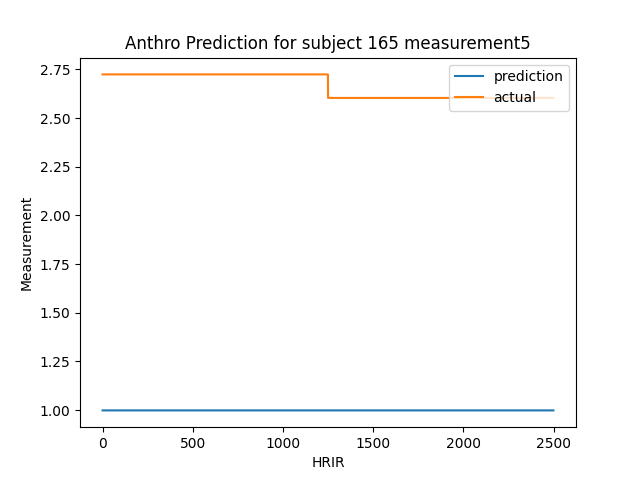 Anthro Prediction for subject 165 measurement5
prediction
actual
2.75
2.50
2.25
2.00
1.75
1.50
1.25
1.00
Measurement
0 500 1000 1500 2000 2500
HRIR